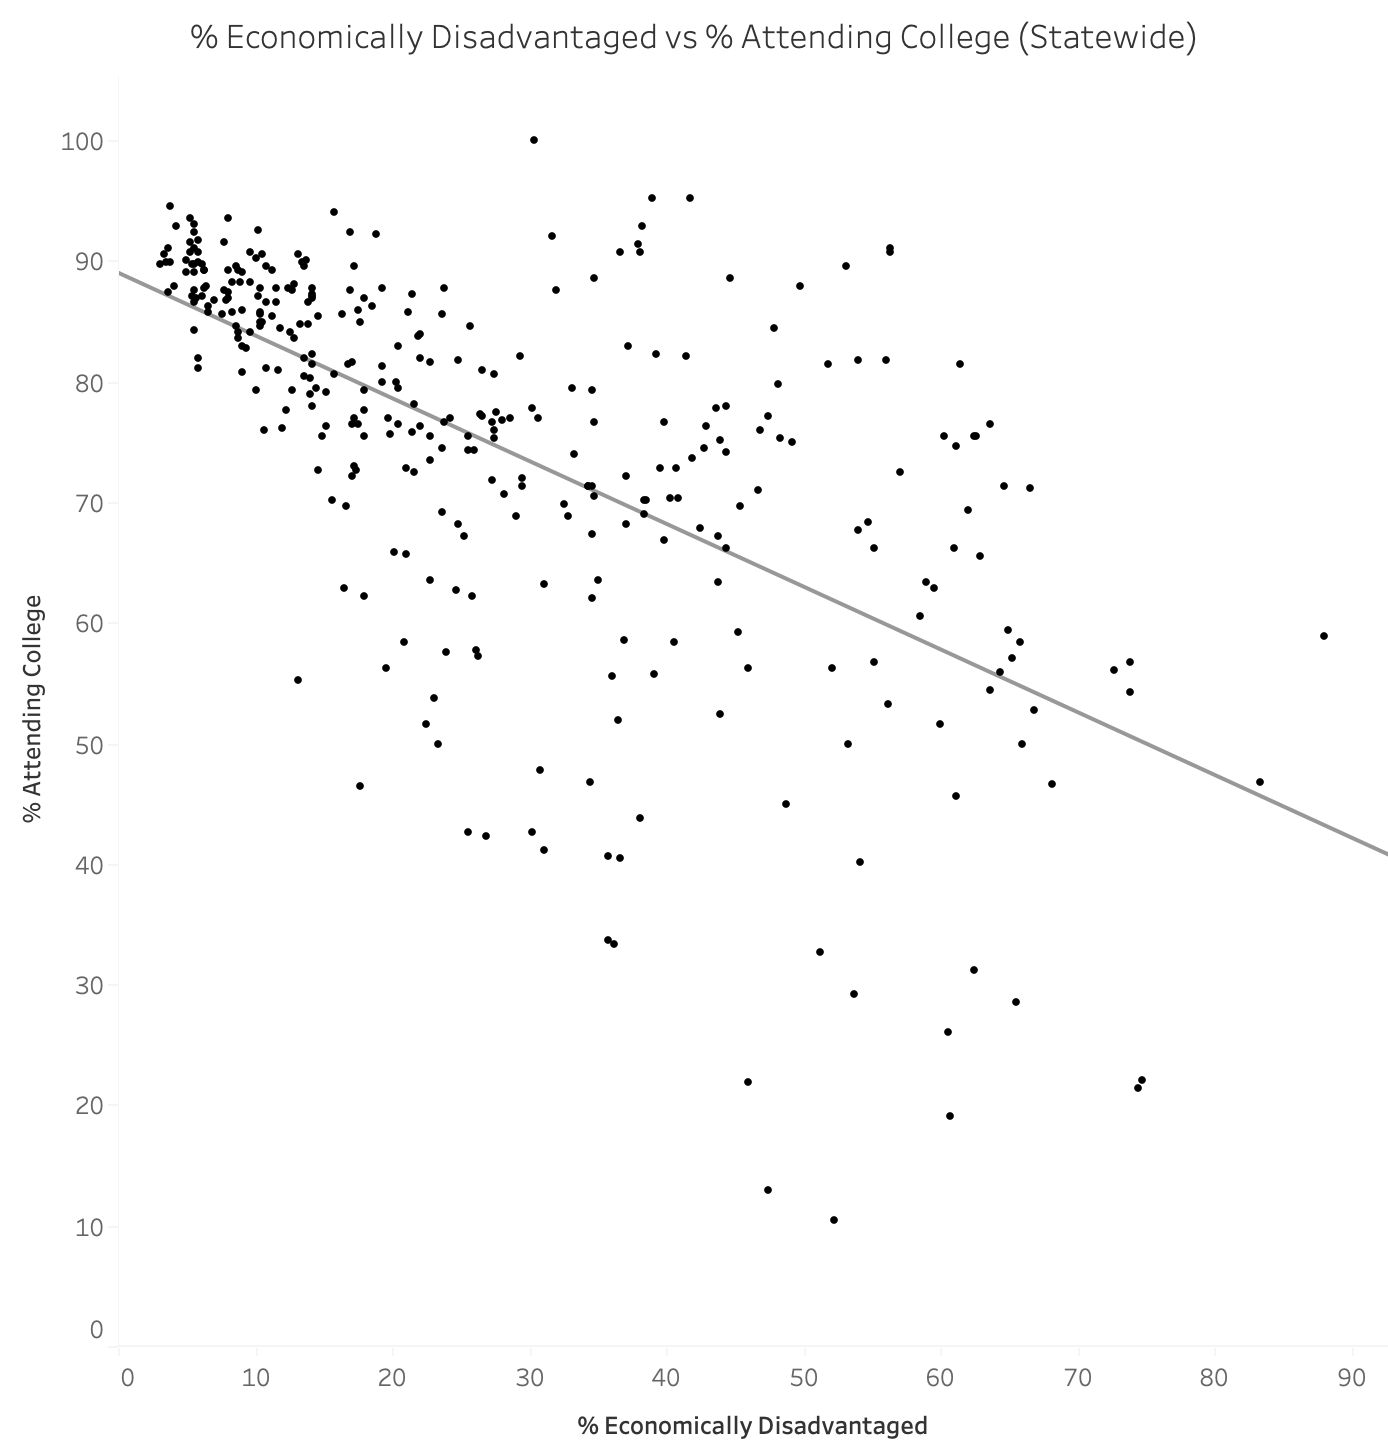 % Economically Disadvantaged vs % Attending College (Statewide)
100
90
80
70
60
50
40
30
20
10
0
% Attending College
0 10 20 30 40 50 60 70 80 90
% Economically Disadvantaged